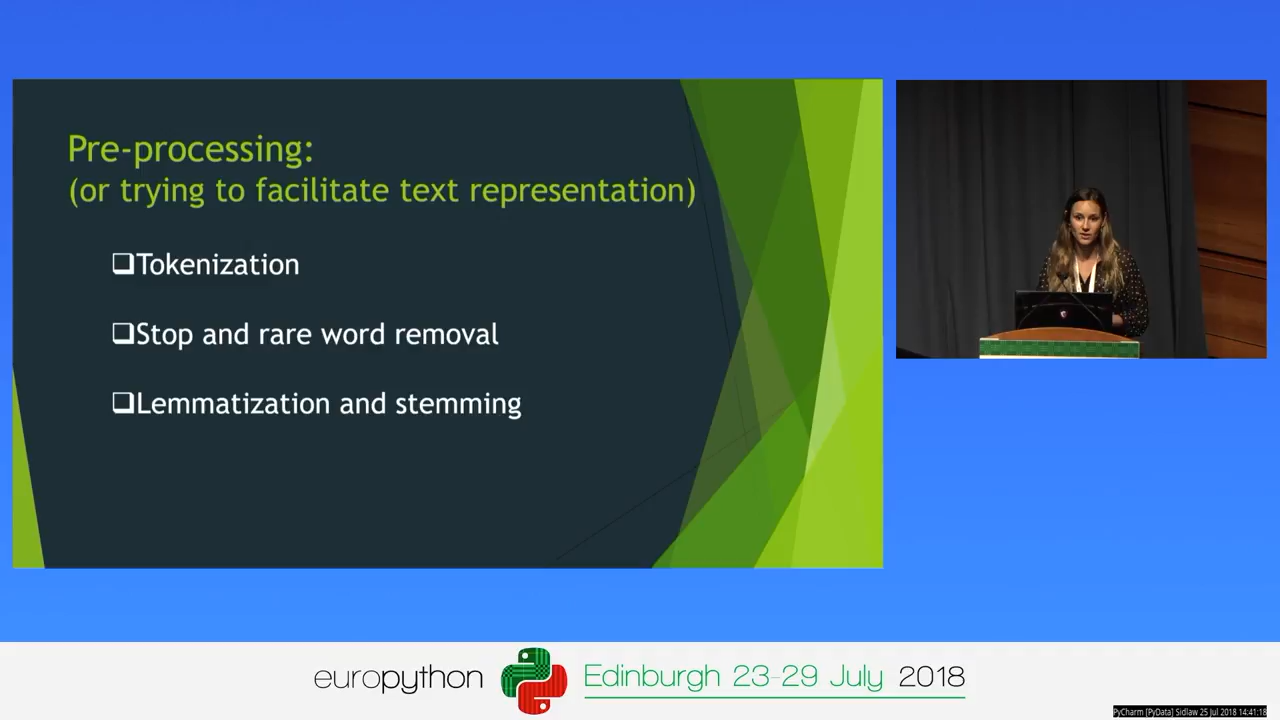 Pre-processing:
(or trying to facilitate text representation)
❑Tokenization
❑Stop and rare word removal
❑Lemmatization and stemming
europython Edinburgh 23-29 July 2018
PyCharm [PyData] Sidlaw 25 Jul 2018 14:41:18